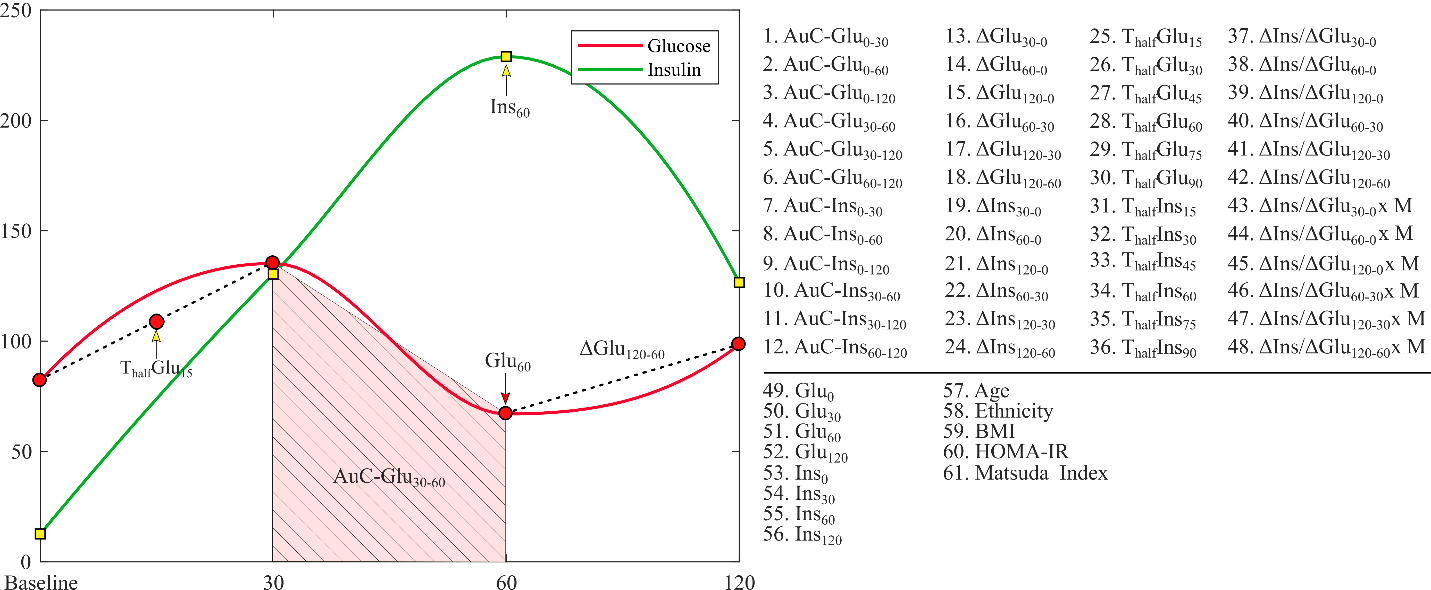 250
200
150
100
50
0
Baseline
30
60
120
Glucose
Insulin
Ins60
ThalfGlu15
Glu60
ΔGlu120-60
AuC-Glu30-60
1. AuC-Glu0-30
2. AuC-Glu0-60
3. AuC-Glu0-120
4. AuC-Glu30-60
5. AuC-Glu30-120
6. AuC-Glu60-120
7. AuC-Ins0-30
8. AuC-Ins0-60
9. AuC-Ins0-120
10. AuC-Ins30-60
11. AuC-Ins30-120
12. AuC-Ins60-120
13. ΔGlu30-0
14. ΔGlu60-0
15. ΔGlu120-0
16. ΔGlu60-30
17. ΔGlu120-30
18. ΔGlu120-60
19. ΔIns30-0
20. ΔIns60-0
21. ΔIns120-0
22. ΔIns60-30
23. ΔIns120-30
24. ΔIns120-60
25. ThalfGlu15
26. ThalfGlu30
27. ThalfGlu45
28. ThalfGlu60
29. ThalfGlu75
30. ThalfGlu90
31. ThalfIns15
32. ThalfIns30
33. ThalfIns45
34. ThalfIns60
35. ThalfIns75
36. ThalfIns90
37. ΔIns/ΔGlu30-0
38. ΔIns/ΔGlu60-0
39. ΔIns/ΔGlu120-0
40. ΔIns/ΔGlu60-30
41. ΔIns/ΔGlu120-30
42. ΔIns/ΔGlu120-60
43. ΔIns/ΔGlu30-0x M
44. ΔIns/ΔGlu60-0x M
45. ΔIns/ΔGlu120-0x M
46. ΔIns/ΔGlu60-30x M
47. ΔIns/ΔGlu120-30x M
48. ΔIns/ΔGlu120-60x M
49. Glu0
50. Glu30
51. Glu60
52. Glu120
53. Ins0
54. Ins30
55. Ins60
56. Ins120
57. Age
58. Ethnicity
59. BMI
60. HOMA-IR
61. Matsuda Index